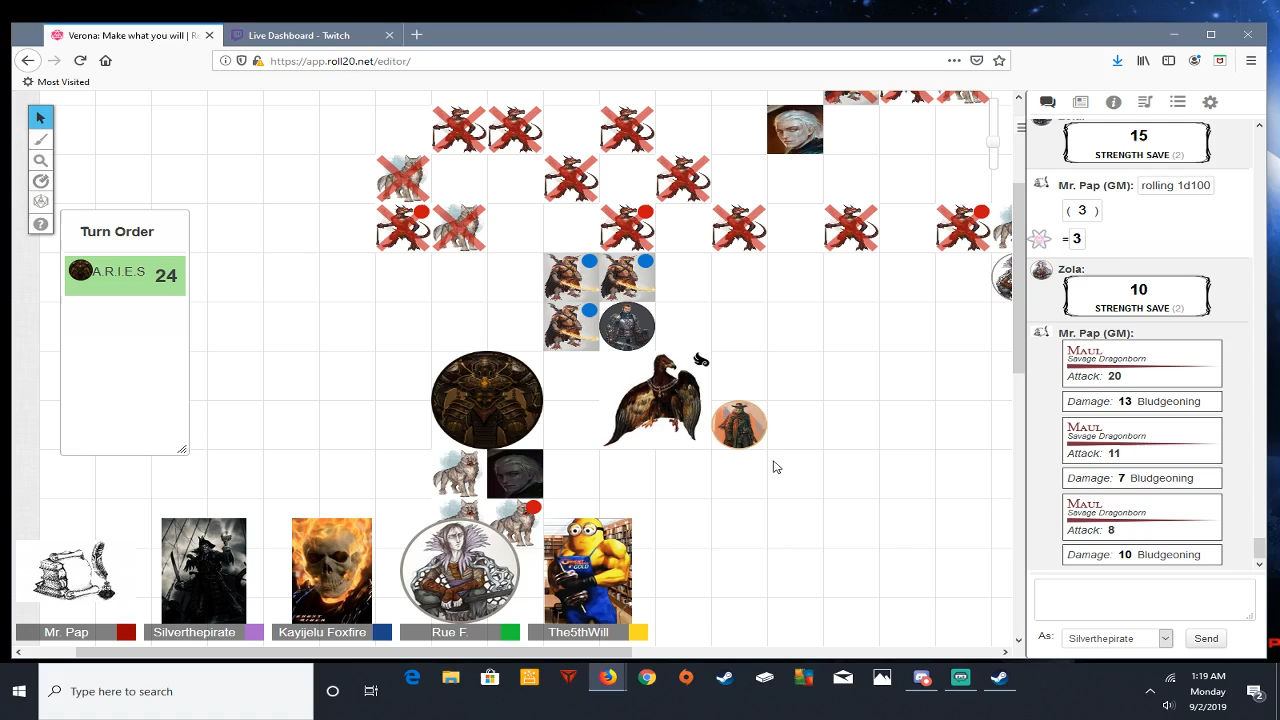 Verona: Make what you will | Ro
Live Dashboard - Twitch
https://app.roll20.net/editor/
Most Visited
Turn Order
A.R.I.E.S 24
15
STRENGTH SAVE (2)
Mr. Pap (GM): rolling 1d100
( 3 )
= 3
Zola:
10
STRENGTH SAVE (2)
Mr. Pap (GM):
MAUL
Savage Dragonborn
Attack: 20
Damage: 13 Bludgeoning
MAUL
Savage Dragonborn
Attack: 11
Damage: 7 Bludgeoning
MAUL
Savage Dragonborn
Attack: 8
Damage: 10 Bludgeoning
As: Silverthepirate Send
Mr. Pap Silverthepirate Kayijelu Foxfire Rue F. The5thWill
Type here to search
1:19 AM
Monday
9/2/2019
2